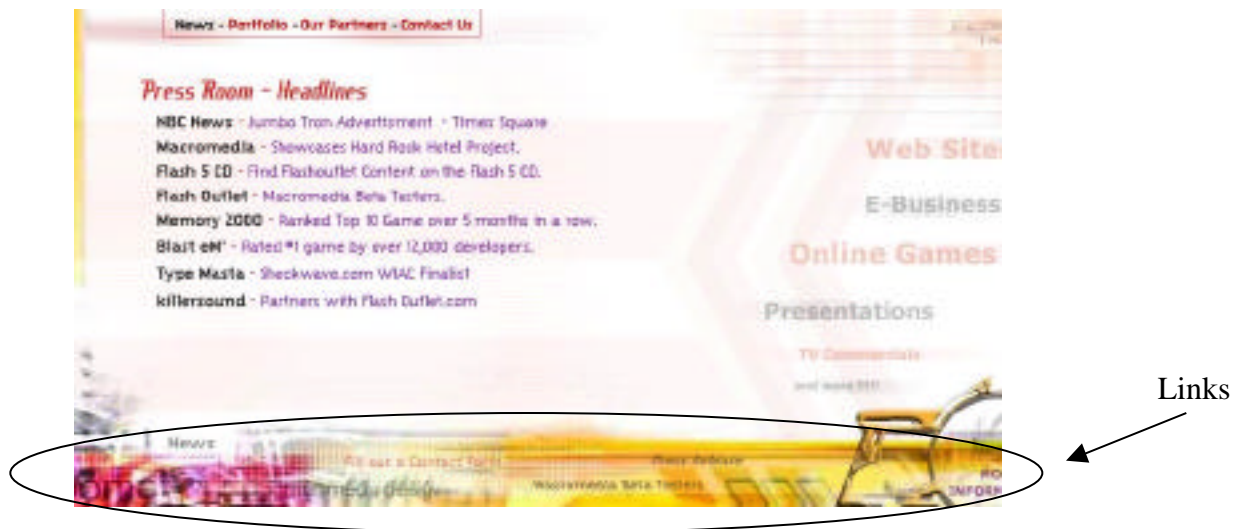 News - Portfolio - Our Partners - Contact Us
Press Room - Headlines
NBC News - Jumbo Tron Advertisment - Times Square
Macromedia - Showcases Hard Rock Hotel Project.
Flash 5 CD - Find Flashoutlet Content on the Flash 5 CD.
Flash Outlet - Macromedia Beta Testers.
Memory 2000 - Ranked Top 10 Game over 5 months in a row.
Blast eM' - Rated #1 game by over 12,000 developers.
Type Masta - Shockwave.com WIAC Finalist
killersound - Partners with Flash Outlet.com
Web Site
E-Business
Online Games
Presentations
TV Commercials
Links
News
Fill out a Contact Form
Press Release
Macromedia Beta Testers
INFOR